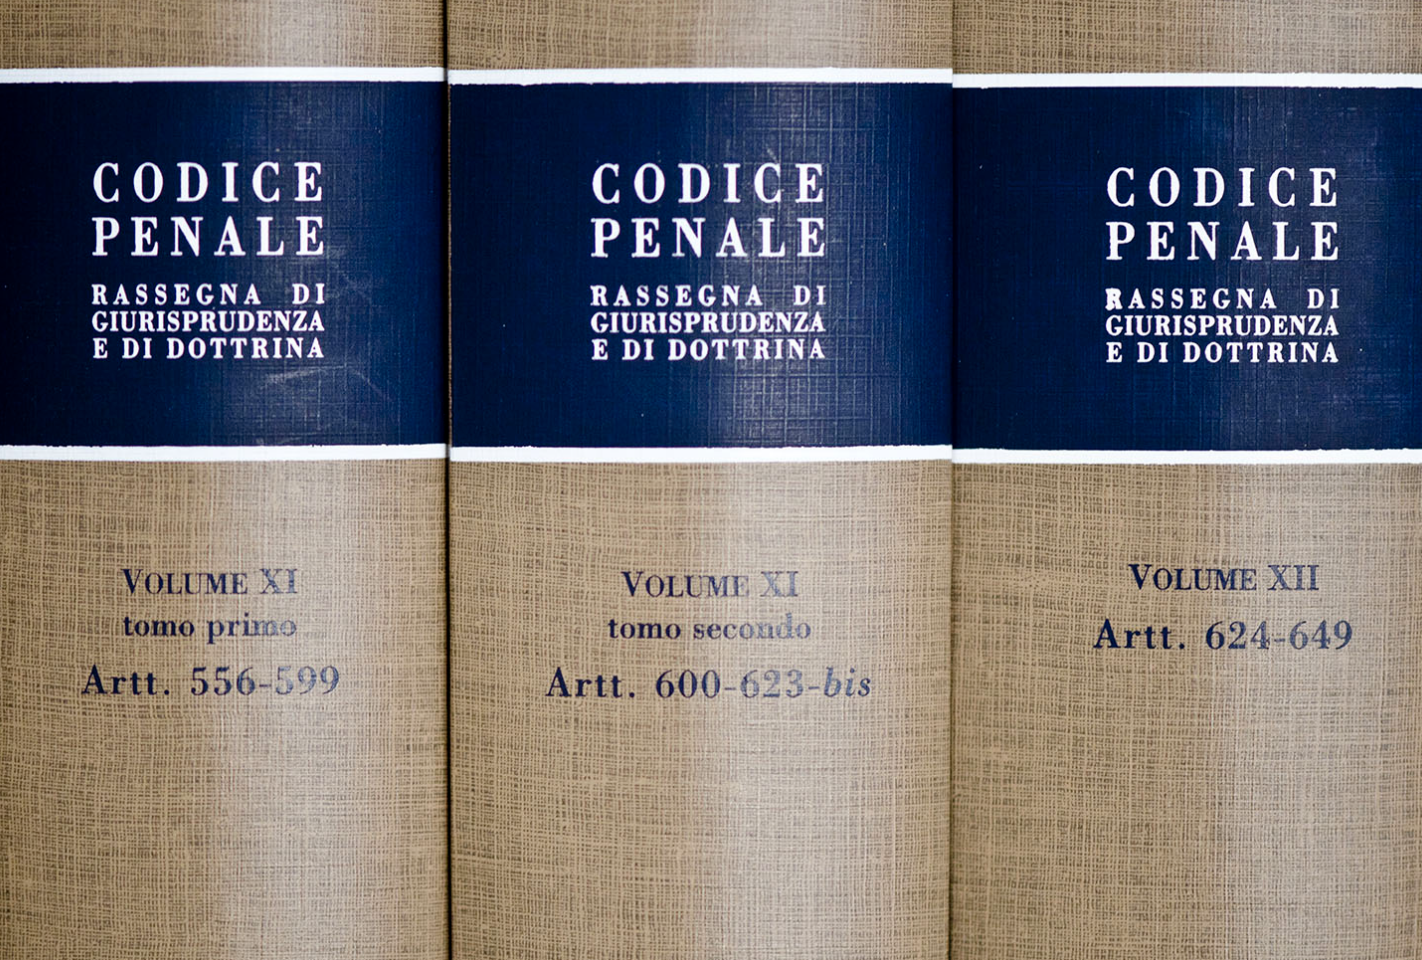 CODICE
PENALE
RASSEGNA DI
GIURISPRUDENZA
E DI DOTTRINA
VOLUME XI
tomo primo
Artt. 556-599
CODICE
PENALE
RASSEGNA DI
GIURISPRUDENZA
E DI DOTTRINA
VOLUME XI
tomo secondo
Artt. 600-623-bis
CODICE
PENALE
RASSEGNA DI
GIURISPRUDENZA
E DI DOTTRINA
VOLUME XII
Artt. 624-649